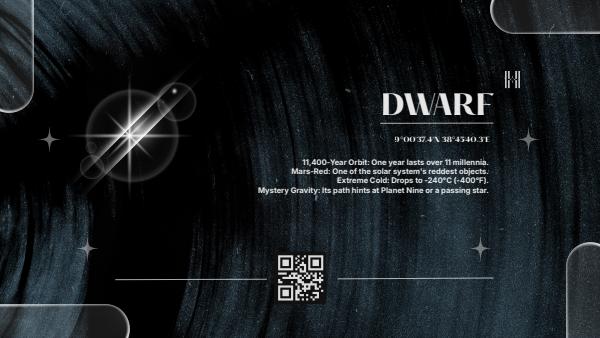 DWARF
9°00'37.4"N 38°45'40.3"E
11,400-Year Orbit: One year lasts over 11 millennia.
Mars-Red: One of the solar system's reddest objects.
Extreme Cold: Drops to -240°C (-400°F).
Mystery Gravity: Its path hints at Planet Nine or a passing star.